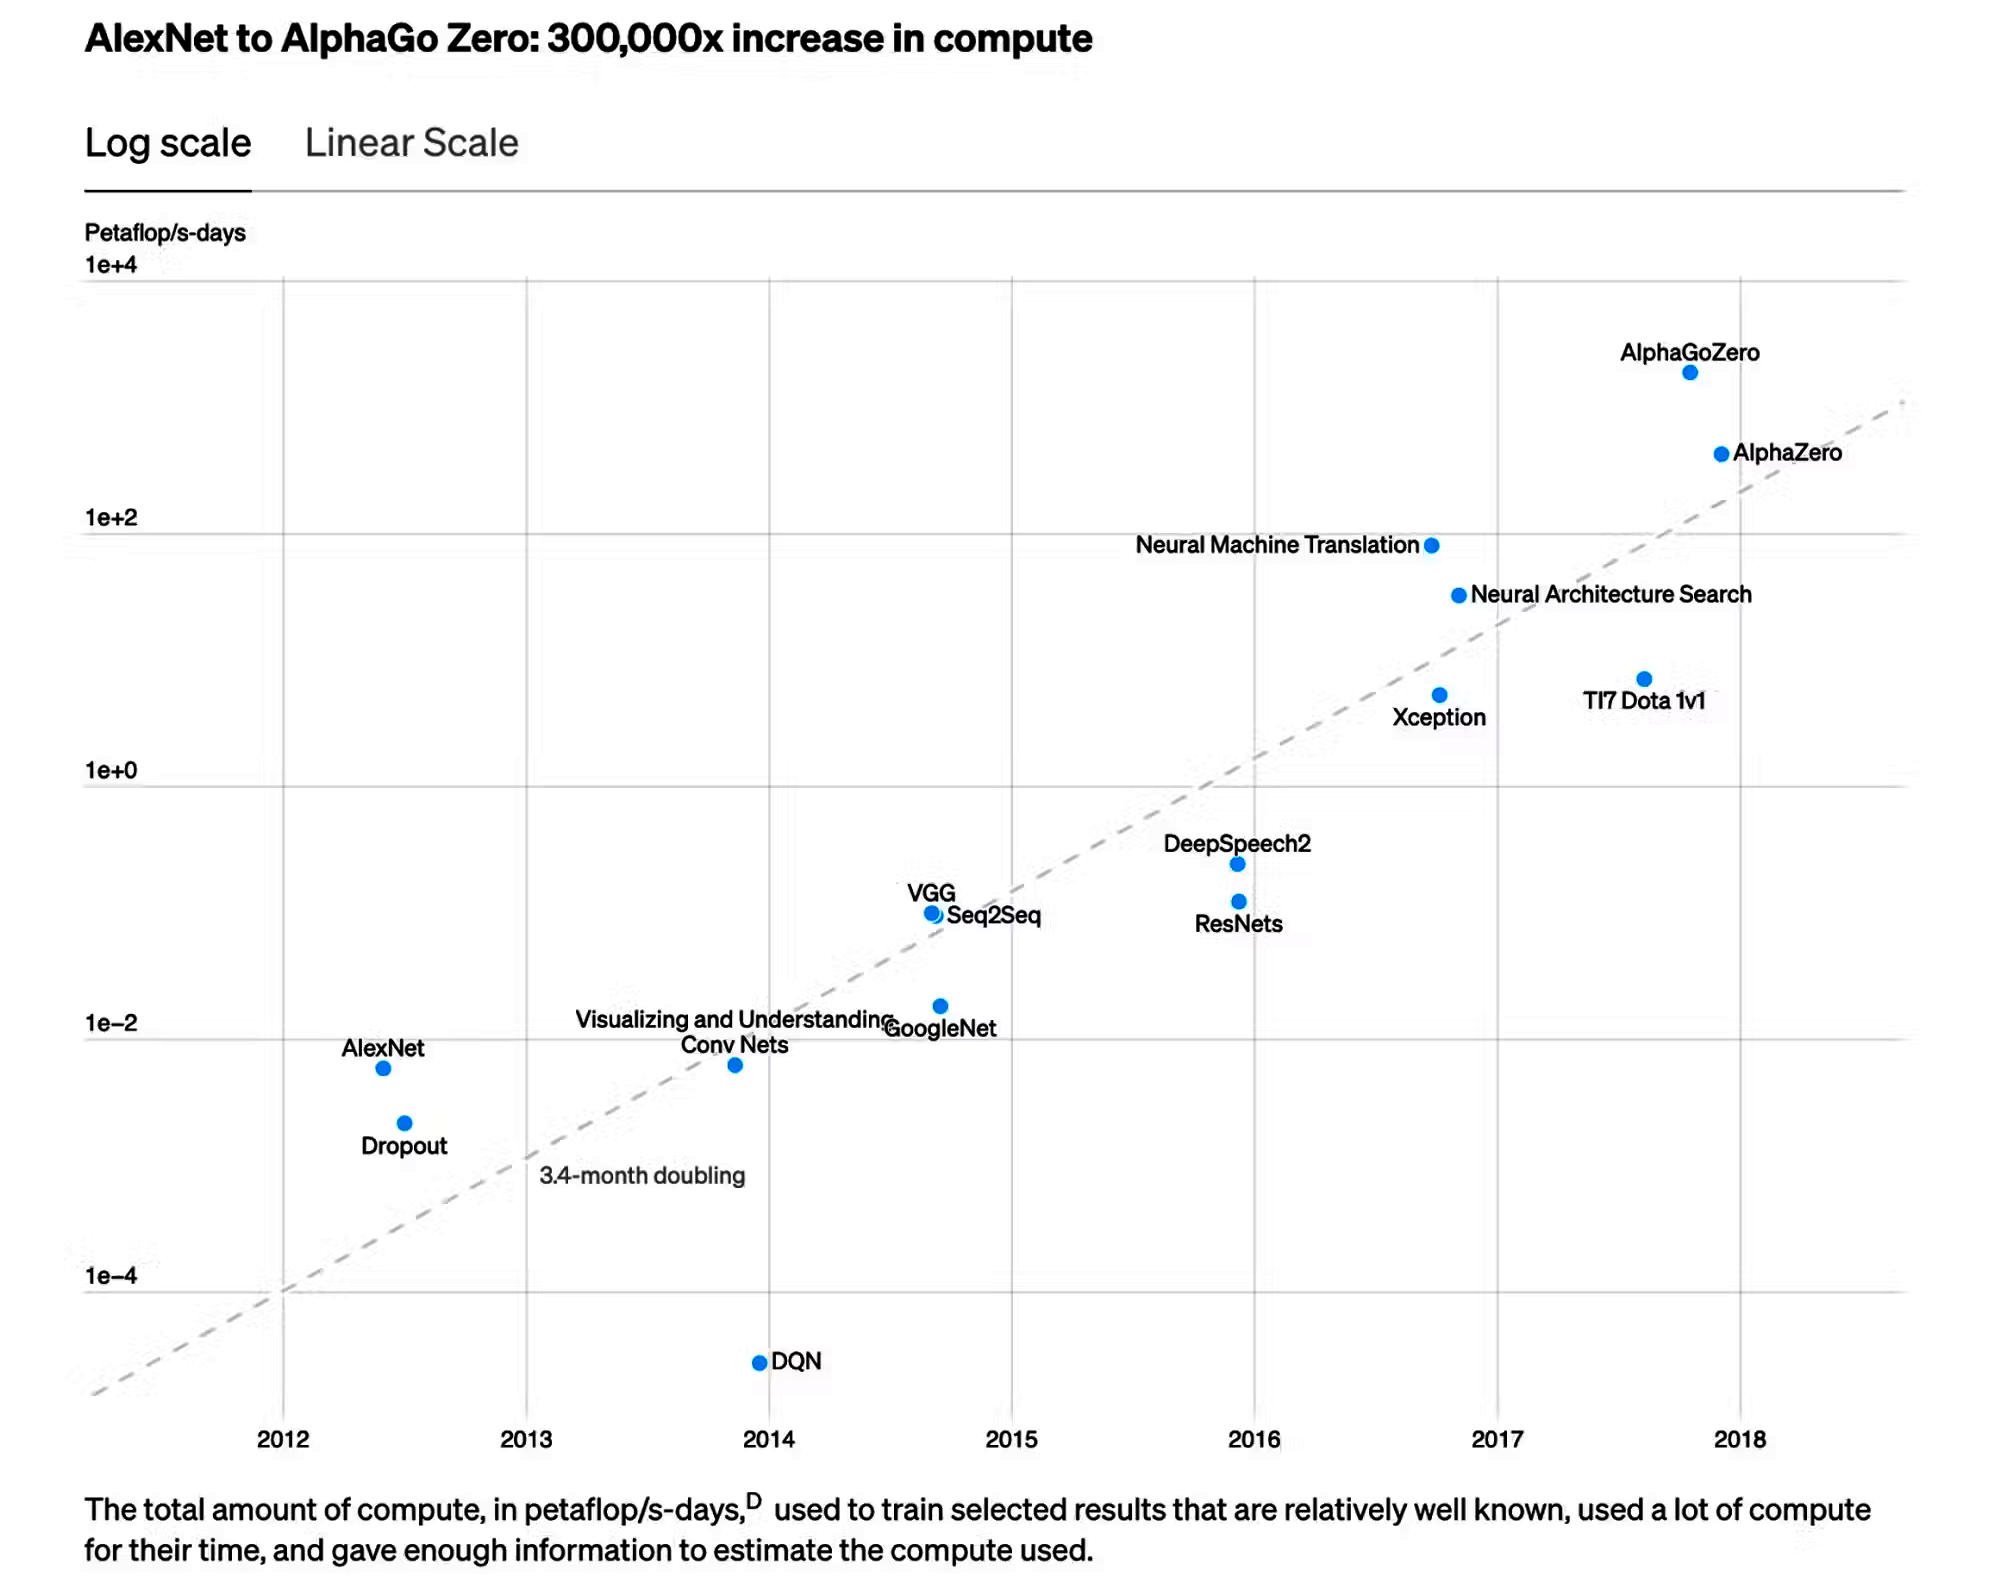 AlexNet to AlphaGo Zero: 300,000x increase in compute
Log scale
Linear Scale
Petaflop/s-days
1e+4
AlphaGoZero
AlphaZero
1e+2
Neural Machine Translation
Neural Architecture Search
TI7 Dota 1v1
Xception
1e+0
DeepSpeech2
ResNets
VGG
Seq2Seq
Visualizing and Understanding
Conv Nets
GoogleNet
1e-2
AlexNet
Dropout
3.4-month doubling
1e-4
DQN
2012
2013
2014
2015
2016
2017
2018
The total amount of compute, in petaflop/s-days,D used to train selected results that are relatively well known, used a lot of compute
for their time, and gave enough information to estimate the compute used.